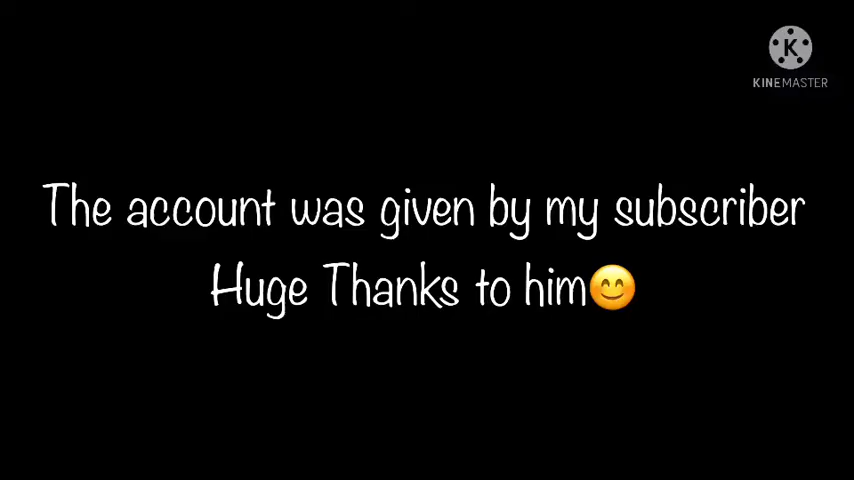 K
KINEMASTER
The account was given by my subscriber
Huge Thanks to him😊